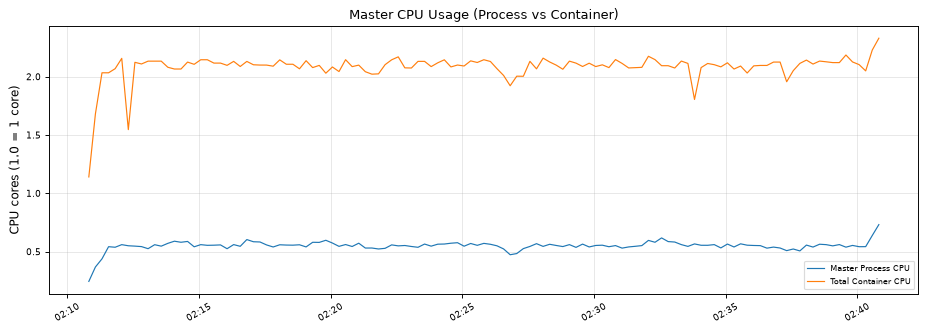 Master CPU Usage (Process vs Container)
CPU cores (1.0 = 1 core)
2.0
1.5
1.0
0.5
Master Process CPU
Total Container CPU
02:10
02:15
02:20
02:25
02:30
02:35
02:40